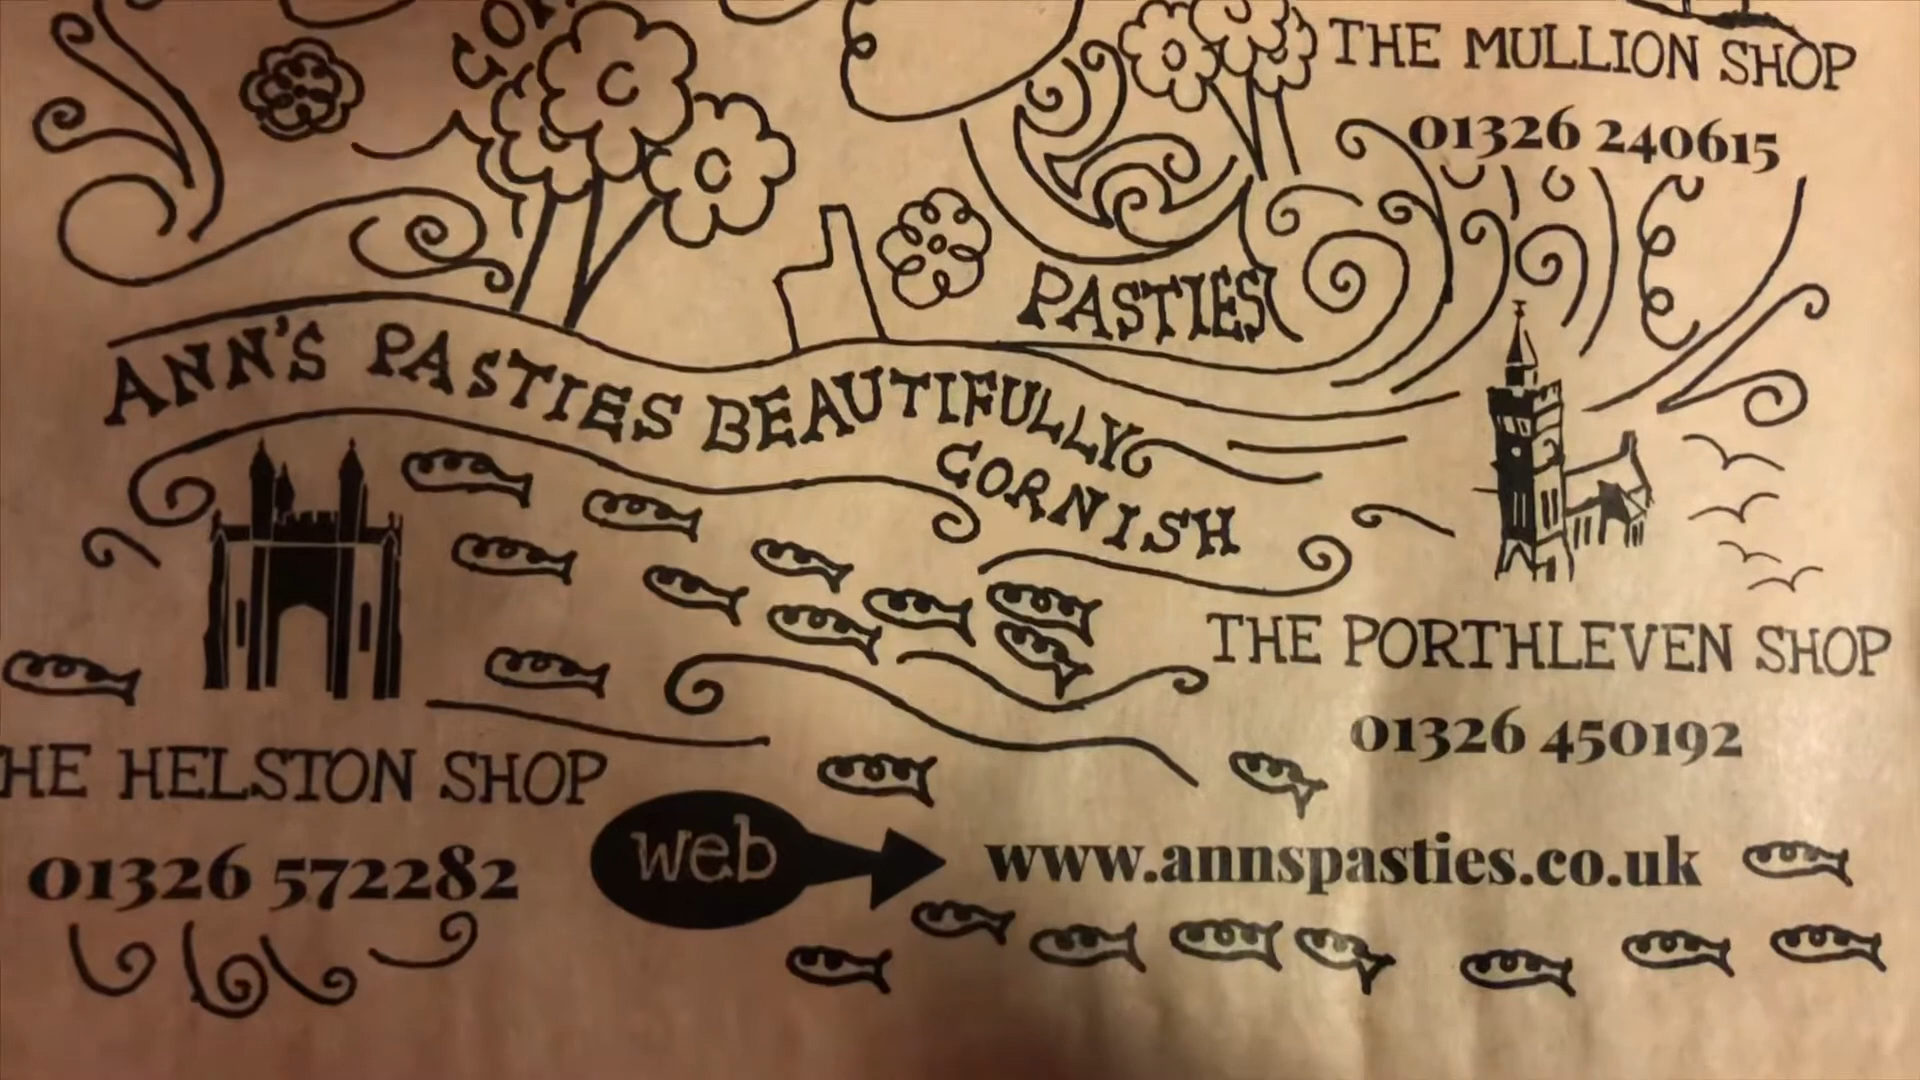 THE MULLION SHOP
01326 240615
PASTIES
ANN'S PASTIES BEAUTIFULLY
CORNISH
THE PORTHLEVEN SHOP
01326 450192
HE HELSTON SHOP
01326 572282
web
www.annspasties.co.uk